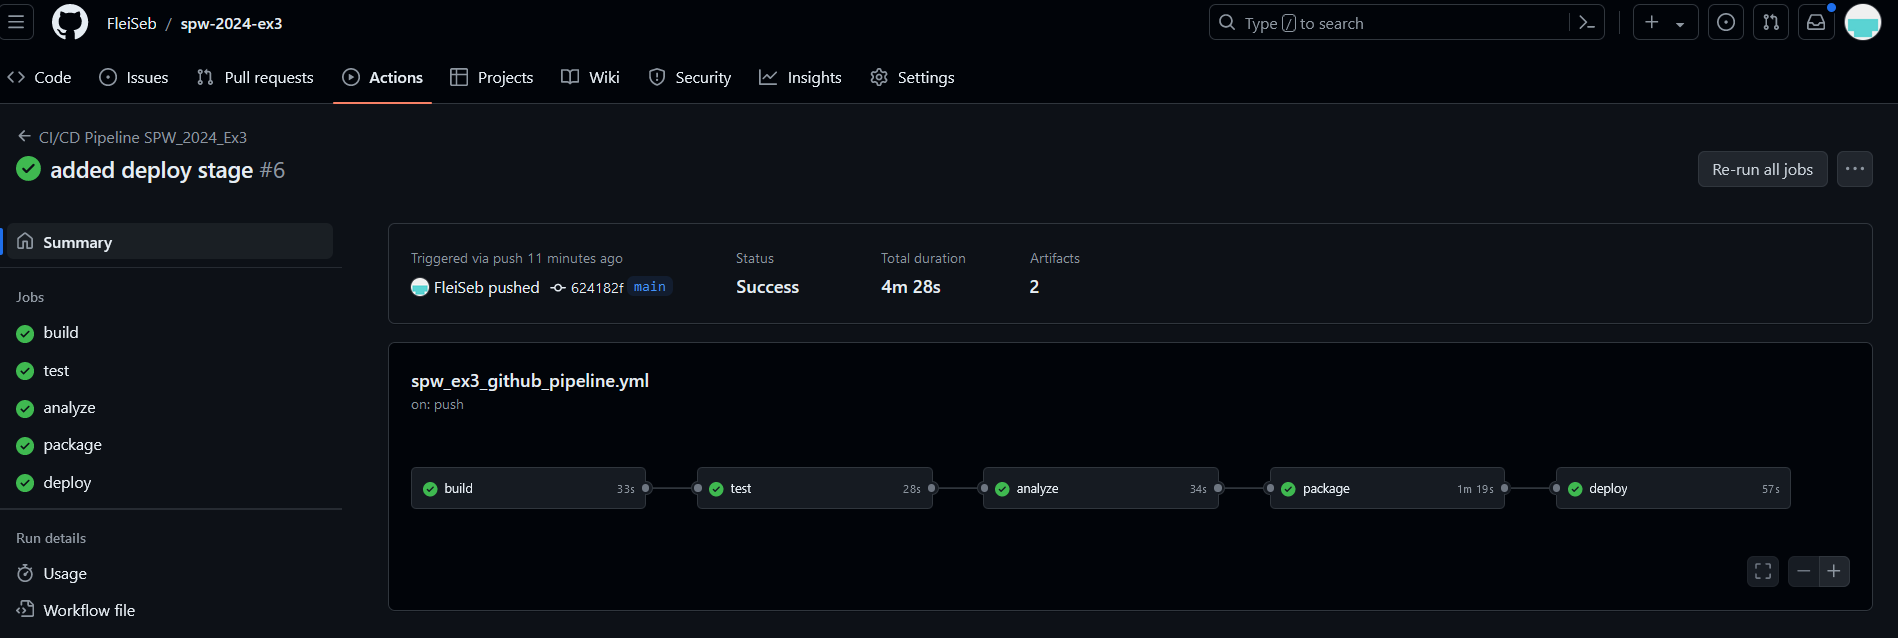 FleiSeb / spw-2024-ex3
Type / to search
Code
Issues
Pull requests
Actions
Projects
Wiki
Security
Insights
Settings
CI/CD Pipeline SPW_2024_Ex3
added deploy stage #6
Re-run all jobs
Summary
Jobs
build
test
analyze
package
deploy
Run details
Usage
Workflow file
Triggered via push 11 minutes ago
FleiSeb pushed 624182f main
Status
Success
Total duration
4m 28s
Artifacts
2
spw_ex3_github_pipeline.yml
on: push
build 33s
test 28s
analyze 34s
package 1m 19s
deploy 57s